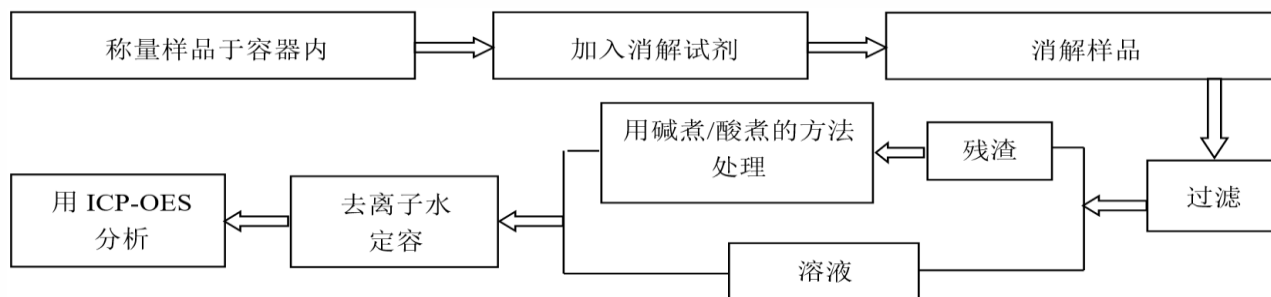 称量样品于容器内
加入消解试剂
消解样品
过滤
残渣
用碱煮/酸煮的方法
处理
溶液
去离子水
定容
用 ICP-OES
分析